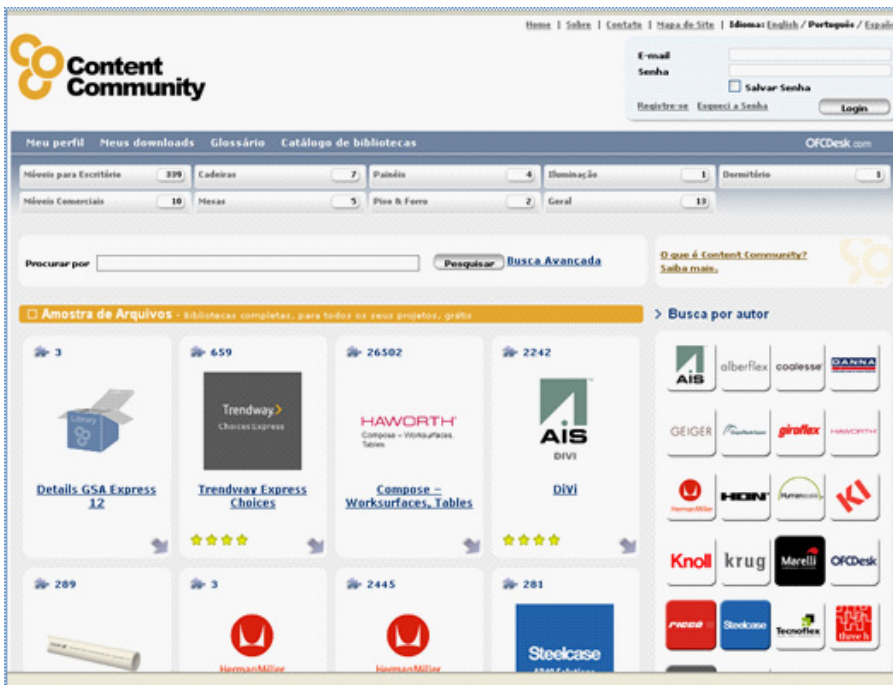 Home | Sobre | Contato | Mapa de Site | Idioma: English / Português / Españo
Content
Community
E-mail
Senha
Salvar Senha
Registre-se Esqueci a Senha Login
Meu perfil Meus downloads Glossário Catálogo de bibliotecas OFCDesk.com
Móveis para Escritório 339 Cadeiras 7 Painéis 4 Iluminação 1 Dormitório 1
Móveis Comerciais 10 Mesas 5 Piso & Forro 2 Geral 13
Procurar por Pesquisar Busca Avançada
O que é Content Community?
Saiba mais.
Amostra de Arquivos - Bibliotecas completas, para todos os seus projetos, grátis
Busca por autor
3 659 26502 2242
Library
Trendway
Choices Express
HAWORTH
Compose – Worksurfaces,
Tables
AIS
DIVI
Details GSA Express
12
Trendway Express
Choices
Compose –
Worksurfaces, Tables
DiVi
289 3 2445 281
HermanMiller
HermanMiller
Steelcase
AIS alberflex coalesse DANNA
GEIGER giroflex HAWORTH
HermanMiller HON Humanscale KI
Knoll krug Marelli OFCDesk
RICCÓ Steelcase Tecnoflex three h